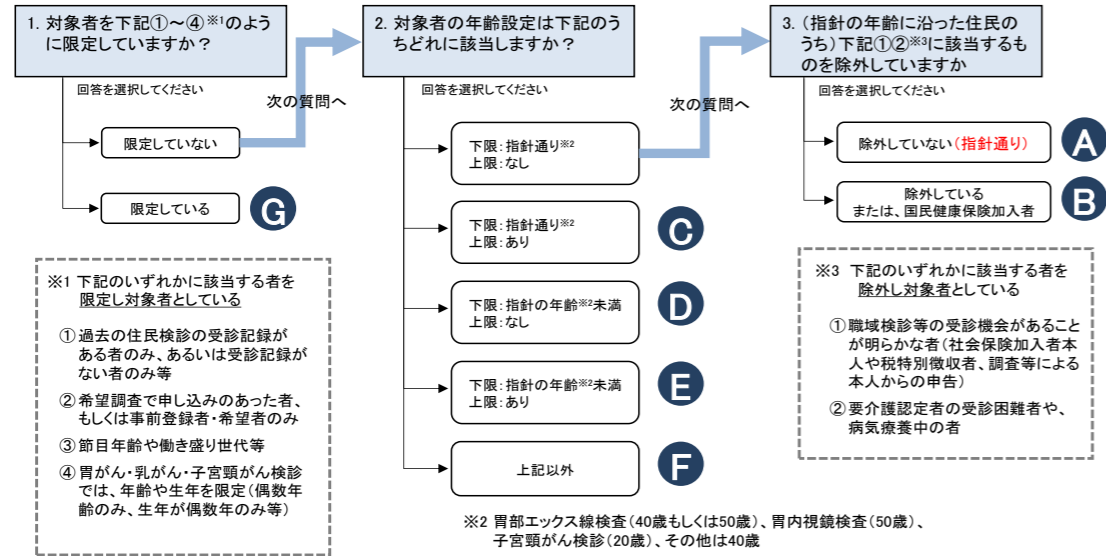 1. 対象者を下記①～④※1のよう
に限定していますか？
回答を選択してください
次の質問へ
限定していない
限定している
G
※1 下記のいずれかに該当する者を
限定し対象者としている
① 過去の住民検診の受診記録が
ある者のみ、あるいは受診記録が
ない者のみ等
② 希望調査で申し込みのあった者、
もしくは事前登録者・希望者のみ
③ 節目年齢や働き盛り世代等
④ 胃がん・乳がん・子宮頸がん検診
では、年齢や生年を限定（偶数年
齢のみ、生年が偶数年のみ等）
2. 対象者の年齢設定は下記のう
ちどれに該当しますか？
回答を選択してください
次の質問へ
下限：指針通り※2
上限：なし
下限：指針通り※2
上限：あり
C
下限：指針の年齢※2未満
上限：なし
D
下限：指針の年齢※2未満
上限：あり
E
上記以外
F
※2 胃部エックス線検査（40歳もしくは50歳）、胃内視鏡検査（50歳）、
子宮頸がん検診（20歳）、その他は40歳
3. （指針の年齢に沿った住民の
うち）下記①②※3に該当するも
のを除外していますか
回答を選択してください
除外していない（指針通り）
A
除外している
または、国民健康保険加入者
B
※3 下記のいずれかに該当する者を
除外し対象者としている
① 職域検診等の受診機会があること
が明らかな者（社会保険加入者本
人や税特別徴収者、調査等による
本人からの申告）
② 要介護認定者の受診困難者や、
病気療養中の者